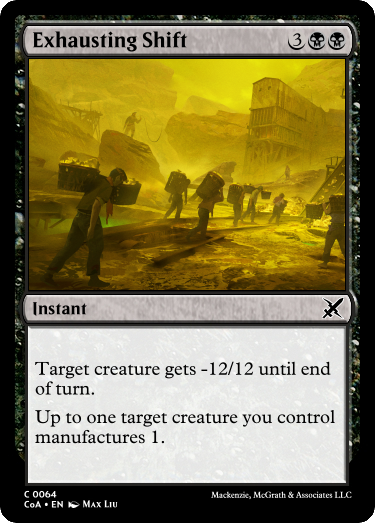 Exhausting Shift 3
Instant
Target creature gets -12/12 until end
of turn.
Up to one target creature you control
manufactures 1.
C 0064
CoA • EN Max Liu
Mackenzie, McGrath & Associates LLC